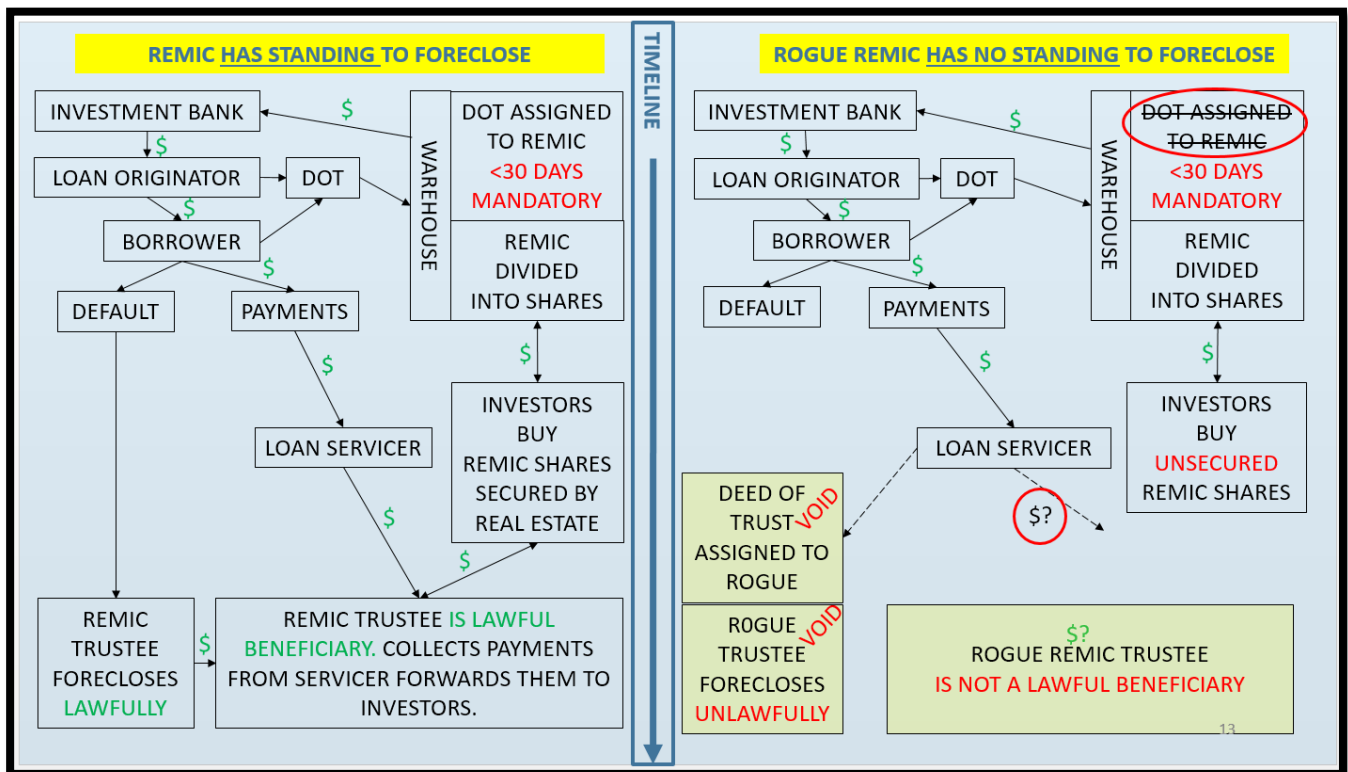 REMIC HAS STANDING TO FORECLOSE
INVESTMENT BANK
$
$
LOAN ORIGINATOR
DOT
$
BORROWER
$
DEFAULT
PAYMENTS
WAREHOUSE
DOT ASSIGNED
TO REMIC
<30 DAYS
MANDATORY
REMIC
DIVIDED
INTO SHARES
$
$
INVESTORS
BUY
REMIC SHARES
SECURED BY
REAL ESTATE
LOAN SERVICER
$
$
REMIC
TRUSTEE
FORECLOSES
LAWFULLY
$
REMIC TRUSTEE IS LAWFUL
BENEFICIARY. COLLECTS PAYMENTS
FROM SERVICER FORWARDS THEM TO
INVESTORS.
TIMELINE
ROGUE REMIC HAS NO STANDING TO FORECLOSE
INVESTMENT BANK
$
$
LOAN ORIGINATOR
DOT
$
BORROWER
$
DEFAULT
PAYMENTS
WAREHOUSE
DOT ASSIGNED
TO REMIC
<30 DAYS
MANDATORY
REMIC
DIVIDED
INTO SHARES
$
$
INVESTORS
BUY
UNSECURED
REMIC SHARES
LOAN SERVICER
$?
DEED OF
TRUST
ASSIGNED TO
ROGUE
VOID
R0GUE
TRUSTEE
FORECLOSES
UNLAWFULLY
VOID
$?
ROGUE REMIC TRUSTEE
IS NOT A LAWFUL BENEFICIARY
13